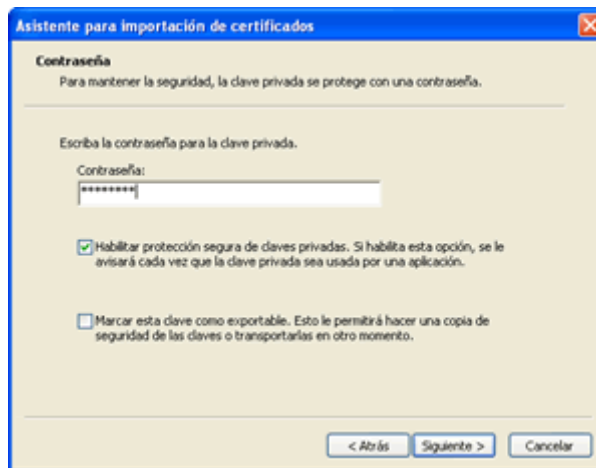 Asistente para importación de certificados
Contraseña
Para mantener la seguridad, la clave privada se protege con una contraseña.
Escriba la contraseña para la clave privada.
Contraseña:
********
Habilitar protección segura de claves privadas. Si habilita esta opción, se le
avisará cada vez que la clave privada sea usada por una aplicación.
Marcar esta clave como exportable. Esto le permitirá hacer una copia de
seguridad de las claves o transportarlas en otro momento.
< Atrás Siguiente > Cancelar